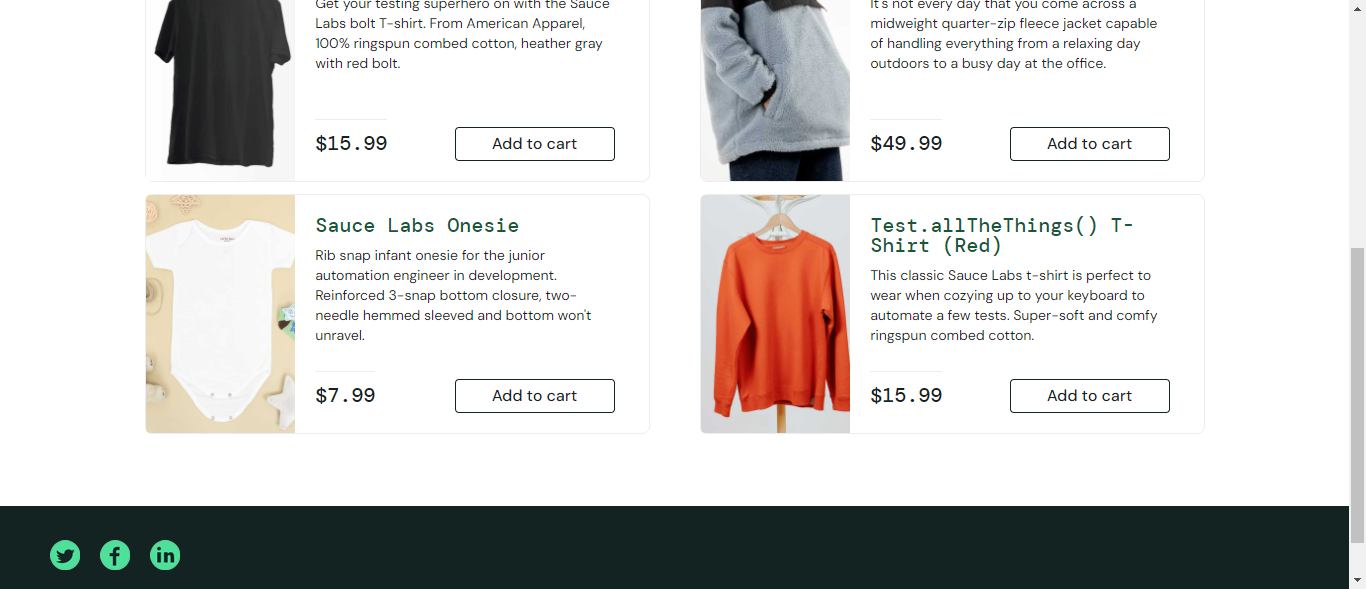 Get your testing superhero on with the Sauce
Labs bolt T-shirt. From American Apparel,
100% ringspun combed cotton, heather gray
with red bolt.
$15.99
Add to cart
It's not every day that you come across a
midweight quarter-zip fleece jacket capable
of handling everything from a relaxing day
outdoors to a busy day at the office.
$49.99
Add to cart
Sauce Labs Onesie
Rib snap infant onesie for the junior
automation engineer in development.
Reinforced 3-snap bottom closure, two-
needle hemmed sleeved and bottom won't
unravel.
$7.99
Add to cart
Test.allTheThings() T-
Shirt (Red)
This classic Sauce Labs t-shirt is perfect to
wear when cozying up to your keyboard to
automate a few tests. Super-soft and comfy
ringspun combed cotton.
$15.99
Add to cart